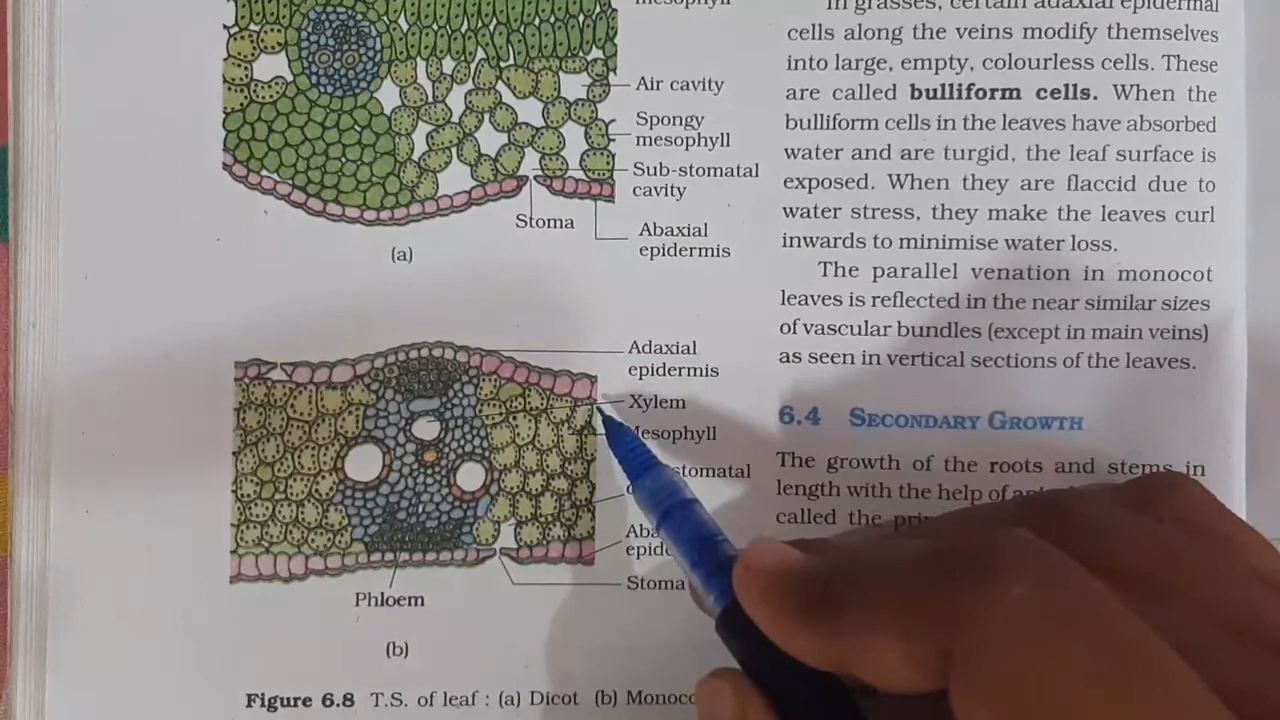 Air cavity
Spongy
mesophyll
Sub-stomatal
cavity
Stoma
Abaxial
epidermis
(a)
Adaxial
epidermis
Xylem
Stoma
Phloem
(b)
Figure 6.8 T.S. of leaf : (a) Dicot (b)
In grasses, certain adaxial epidermal
cells along the veins modify themselves
into large, empty, colourless cells. These
are called bulliform cells. When the
bulliform cells in the leaves have absorbed
water and are turgid, the leaf surface is
exposed. When they are flaccid due to
water stress, they make the leaves curl
inwards to minimise water loss.
The parallel venation in monocot
leaves is reflected in the near similar sizes
of vascular bundles (except in main veins)
as seen in vertical sections of the leaves.
6.4 SECONDARY GROWTH
The growth of the roots and stems in
length with the help of
called the